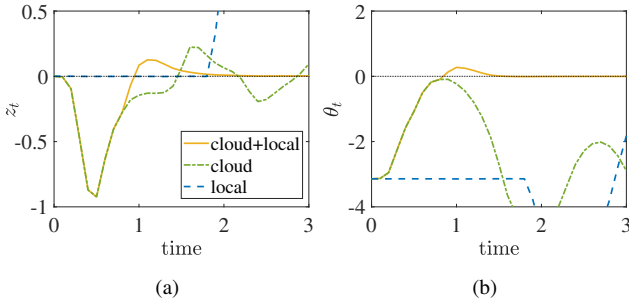 0.5
0
-0.5
-1
z_t
cloud+local
cloud
local
0 1 2 3
time
(a)
0
-2
-4
θ_t
0 1 2 3
time
(b)